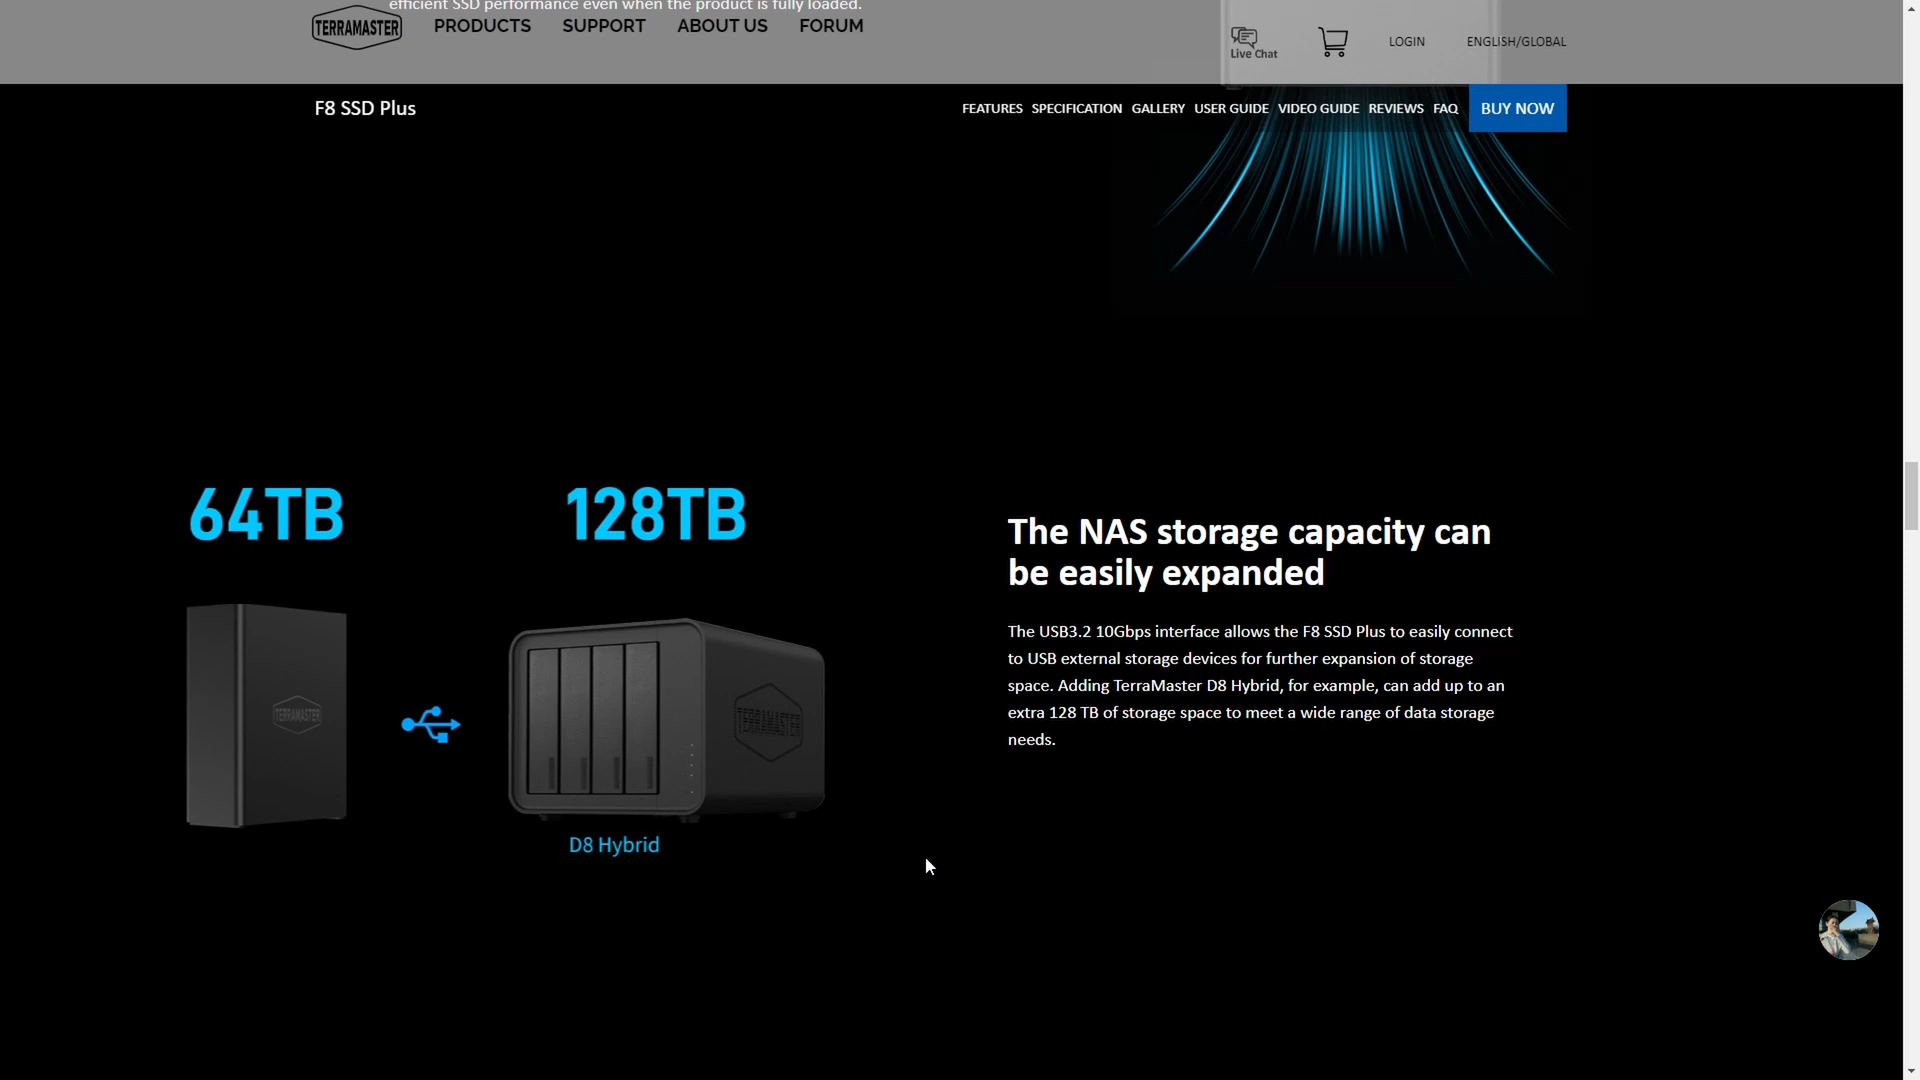 efficient SSD performance even when the product is fully loaded.
TERRAMASTER
PRODUCTS
SUPPORT
ABOUT US
FORUM
Live Chat
LOGIN
ENGLISH/GLOBAL
F8 SSD Plus
FEATURES
SPECIFICATION
GALLERY
USER GUIDE
VIDEO GUIDE
REVIEWS
FAQ
BUY NOW
64TB
128TB
TERRAMASTER
TERRAMASTER
D8 Hybrid
The NAS storage capacity can
be easily expanded
The USB3.2 10Gbps interface allows the F8 SSD Plus to easily connect
to USB external storage devices for further expansion of storage
space. Adding TerraMaster D8 Hybrid, for example, can add up to an
extra 128 TB of storage space to meet a wide range of data storage
needs.